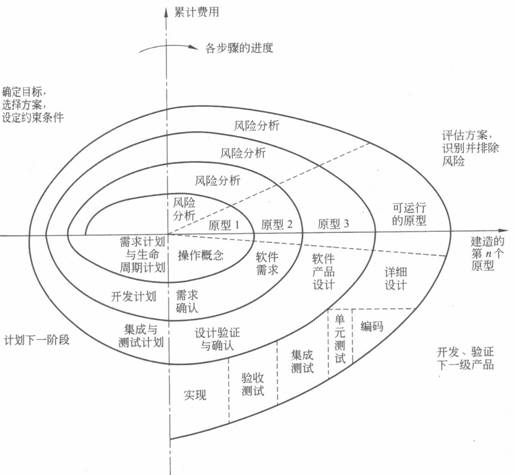 累计费用
各步骤的进度
确定目标，
选择方案，
设定约束条件
风险分析
风险分析
风险分析
风险
分析
评估方案，
识别并排除
风险
原型 1
原型 2
原型 3
可运行
的原型
建造的
第 n 个
原型
需求计划
与生命
周期计划
操作概念
软件
需求
软件
产品
设计
详细
设计
开发计划
需求
确认
集成与
测试计划
设计验证
与确认
计划下一阶段
实现
验收
测试
集成
测试
单
元
测
试
编码
开发、验证
下一级产品